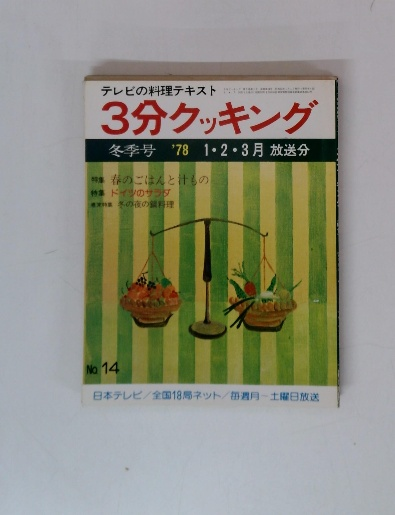 テレビの料理テキスト
3分クッキング
冬季号 '78 1・2・3月 放送分
特集 春のごはんと汁もの
特集 ドイツのサラダ
冬の夜の鍋料理
No 14
日本テレビ/全国18局ネット/毎週月―土曜日放送